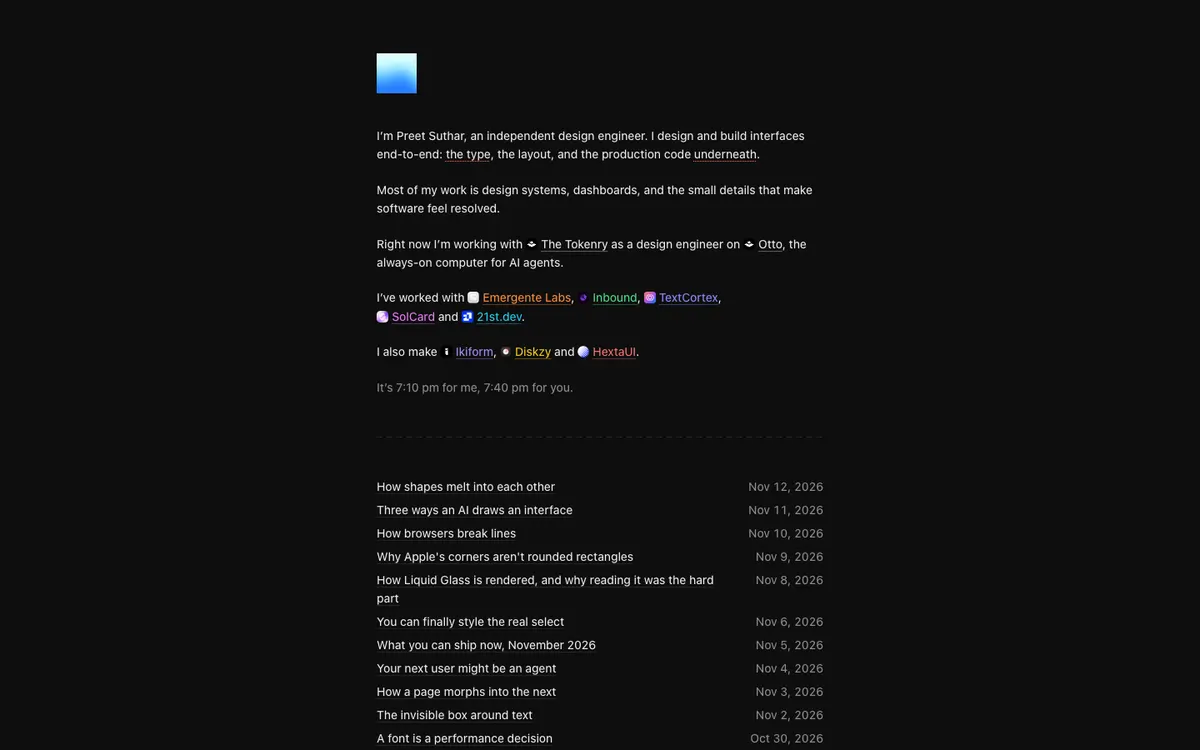 I’m Preet Suthar, an independent design engineer. I design and build interfaces
end-to-end: the type, the layout, and the production code underneath.
Most of my work is design systems, dashboards, and the small details that make
software feel resolved.
Right now I’m working with The Tokenry as a design engineer on Otto, the
always-on computer for AI agents.
I’ve worked with Emergente Labs, Inbound, TextCortex,
SolCard and 21st.dev.
I also make Ikiform, Diskzy and HextaUI.
It’s 7:10 pm for me, 7:40 pm for you.
How shapes melt into each other Nov 12, 2026
Three ways an AI draws an interface Nov 11, 2026
How browsers break lines Nov 10, 2026
Why Apple's corners aren't rounded rectangles Nov 9, 2026
How Liquid Glass is rendered, and why reading it was the hard Nov 8, 2026
part
You can finally style the real select Nov 6, 2026
What you can ship now, November 2026 Nov 5, 2026
Your next user might be an agent Nov 4, 2026
How a page morphs into the next Nov 3, 2026
The invisible box around text Nov 2, 2026
A font is a performance decision Oct 30, 2026